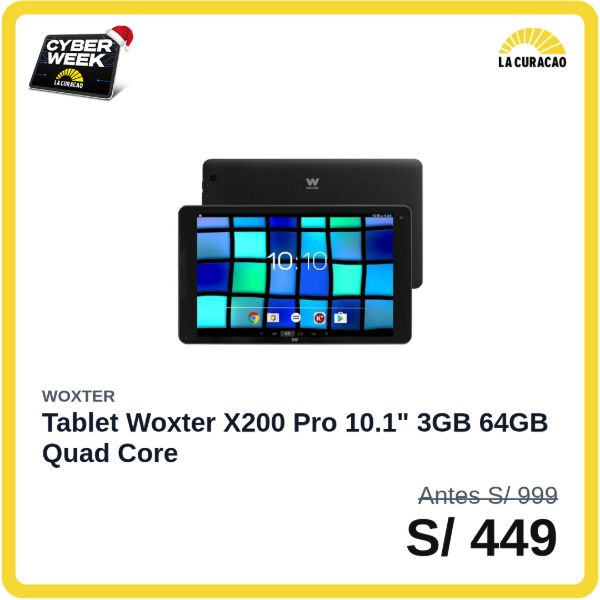 CYBER
WEEK
LA CURACAO
LA CURACAO
W
10:10
WOXTER
Tablet Woxter X200 Pro 10.1" 3GB 64GB
Quad Core
Antes S/ 999
S/ 449